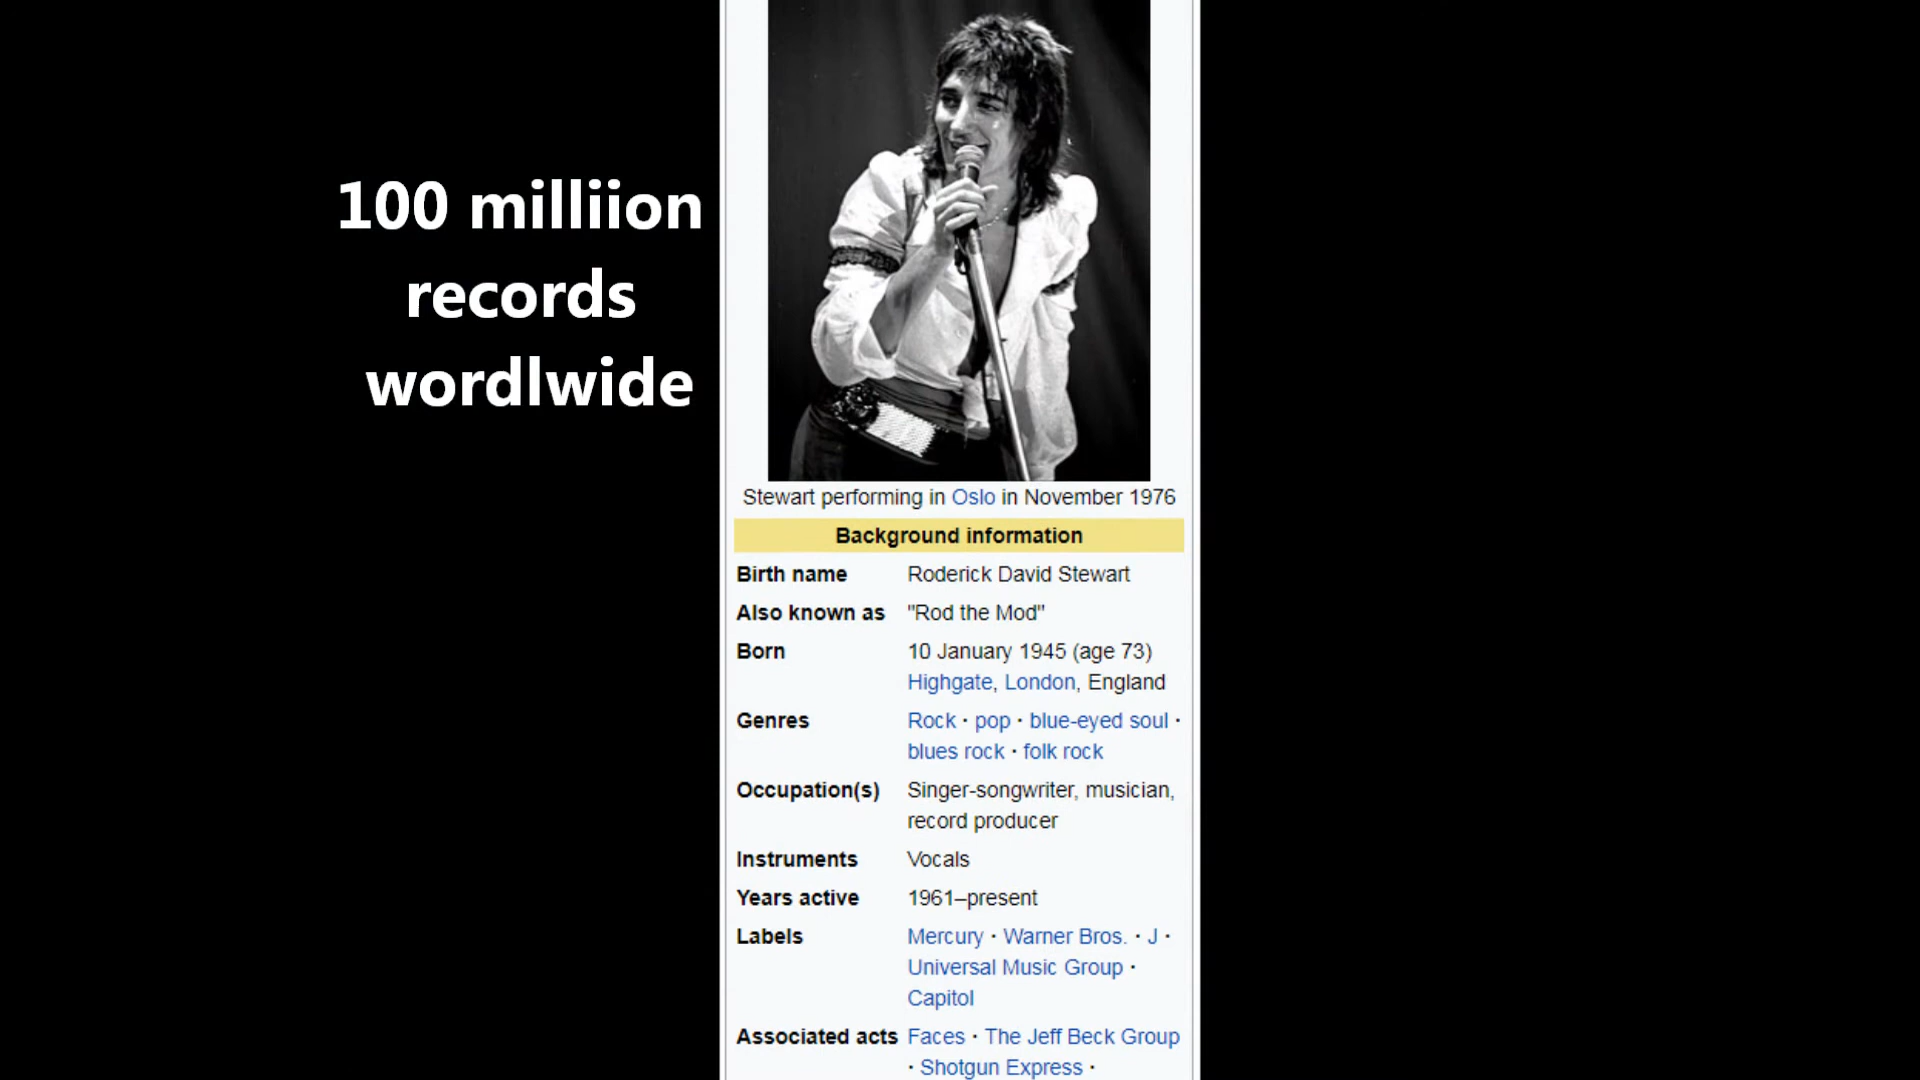 100 milliion
records
wordlwide
Stewart performing in Oslo in November 1976
Background information
Birth name Roderick David Stewart
Also known as "Rod the Mod"
Born 10 January 1945 (age 73)
Highgate, London, England
Genres Rock · pop · blue-eyed soul ·
blues rock · folk rock
Occupation(s) Singer-songwriter, musician,
record producer
Instruments Vocals
Years active 1961–present
Labels Mercury · Warner Bros. · J ·
Universal Music Group ·
Capitol
Associated acts Faces · The Jeff Beck Group
· Shotgun Express ·